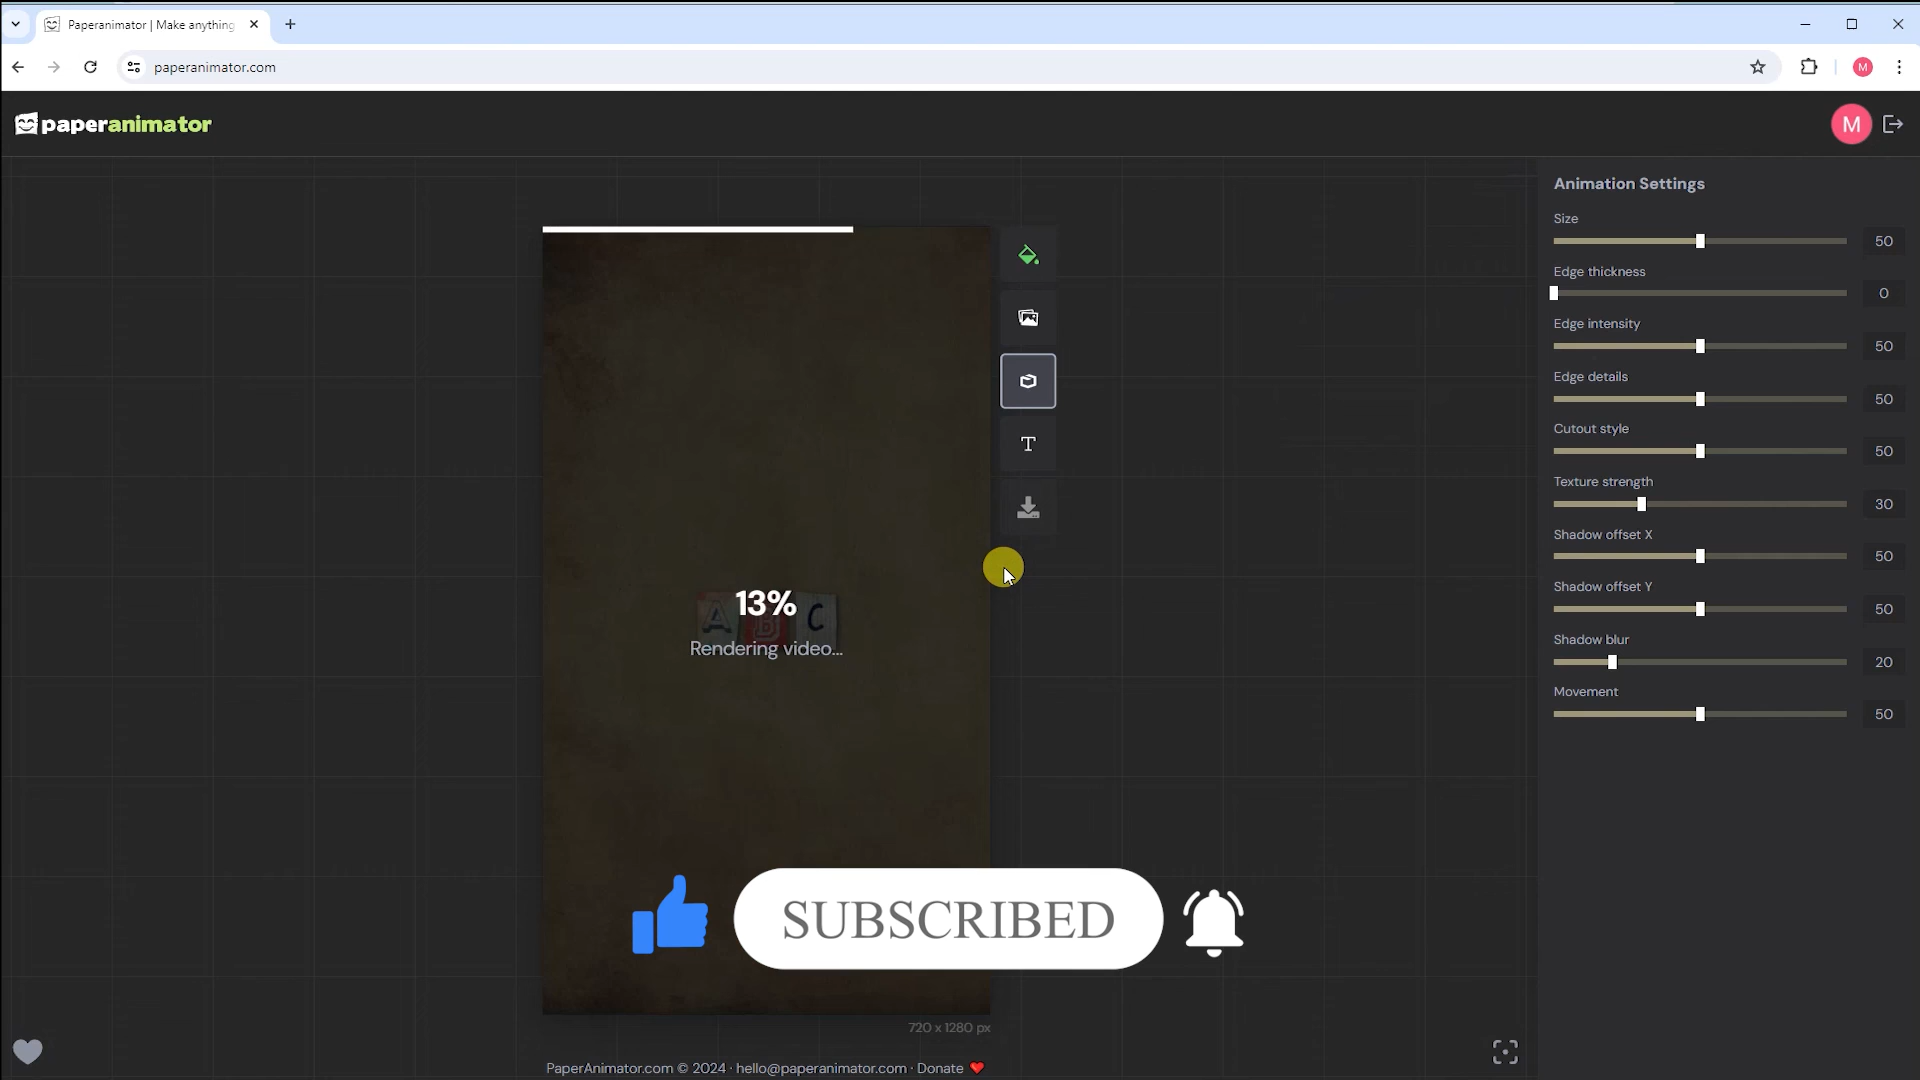 Paperanimator | Make anything
paperanimator.com
M
paperanimator
M
Animation Settings
Size
50
Edge thickness
0
Edge intensity
50
Edge details
50
Cutout style
50
Texture strength
30
Shadow offset X
50
Shadow offset Y
50
Shadow blur
20
Movement
50
T
13%
A B C
Rendering video...
SUBSCRIBED
720 x 1280 px
PaperAnimator.com © 2024 · hello@paperanimator.com · Donate ❤